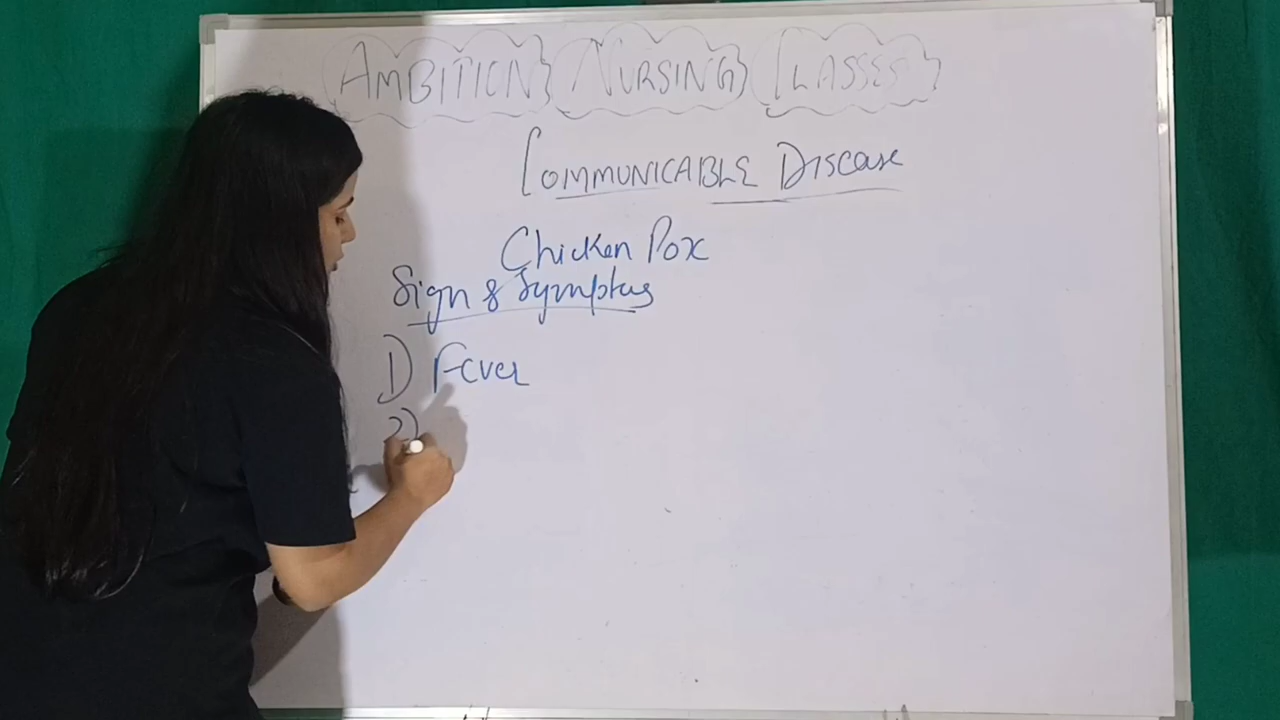 AMBITION NURSING CLASSES
COMMUNICABLE DISEASE
Chicken Pox
Sign & Symptus
1) Fever
2)